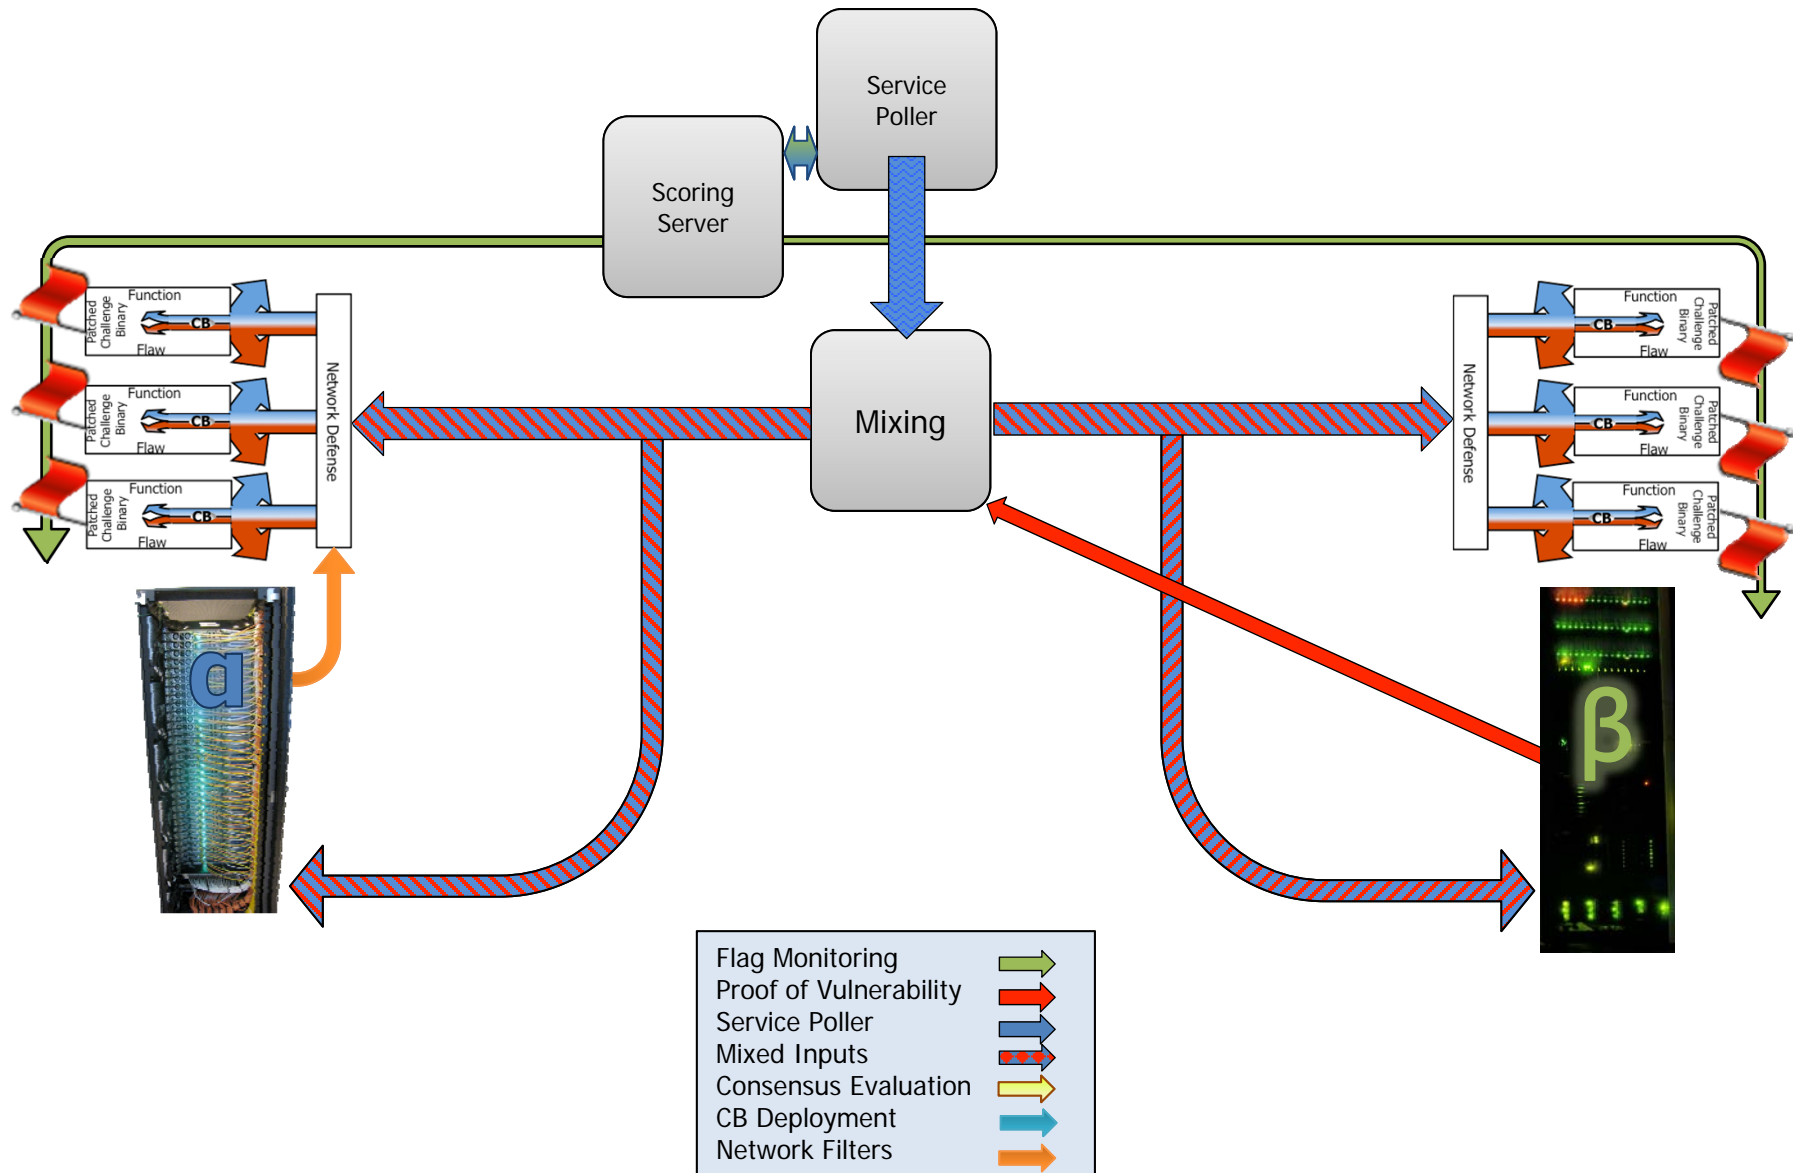 Service
Poller
Scoring
Server
Mixing
Function
CB
Flaw
Patched
Challenge
Binary
Function
CB
Flaw
Patched
Challenge
Binary
Function
CB
Flaw
Patched
Challenge
Binary
Network Defense
Network Defense
Function
CB
Flaw
Patched
Challenge
Binary
Function
CB
Flaw
Patched
Challenge
Binary
Function
CB
Flaw
Patched
Challenge
Binary
α
β
Flag Monitoring
Proof of Vulnerability
Service Poller
Mixed Inputs
Consensus Evaluation
CB Deployment
Network Filters